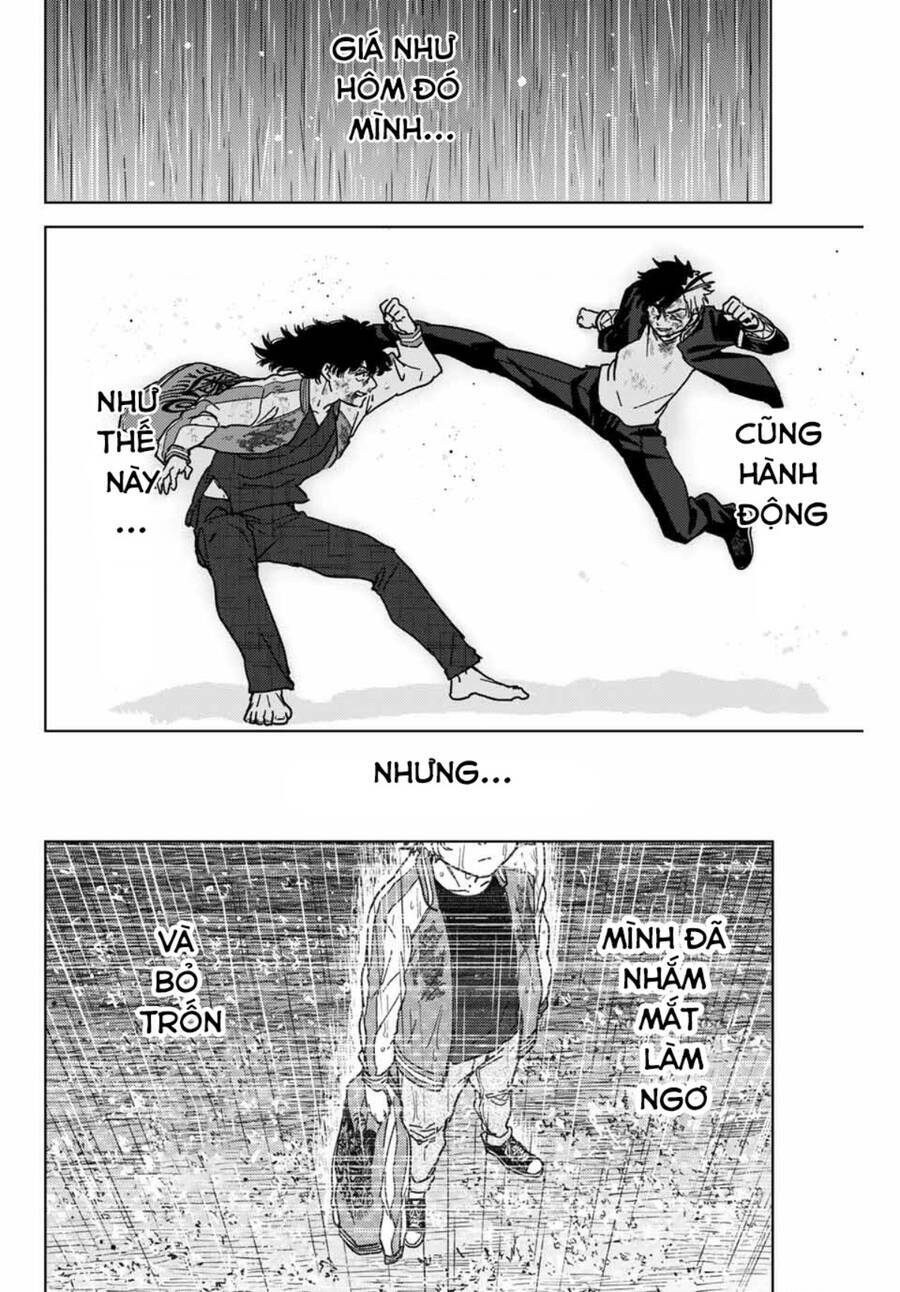 GIÁ NHƯ
HÔM ĐÓ
MÌNH...
CŨNG
HÀNH
ĐỘNG
NHƯ
THẾ
NÀY
...
NHƯNG...
MÌNH ĐÃ
NHẮM
MẮT
LÀM
NGƠ
VÀ
BỎ
TRỐN